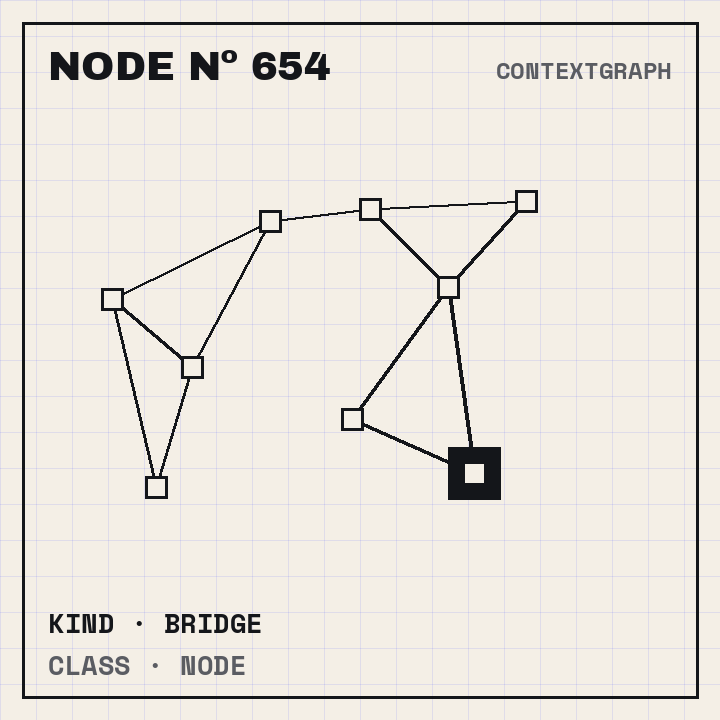 NODE Nº 654
CONTEXTGRAPH
KIND · BRIDGE
CLASS · NODE